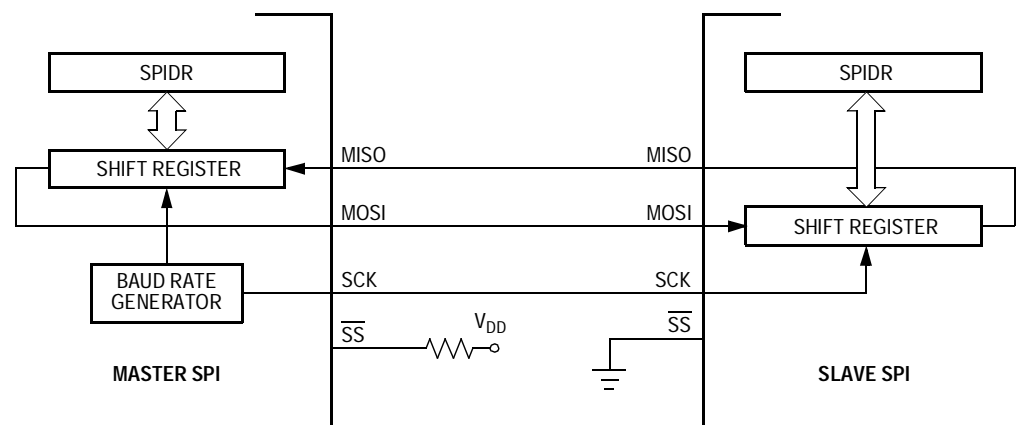 SPIDR
SPIDR
SHIFT REGISTER
MISO
MISO
MOSI
MOSI
SHIFT REGISTER
BAUD RATE
GENERATOR
SCK
SCK
SS
VDD
SS
MASTER SPI
SLAVE SPI